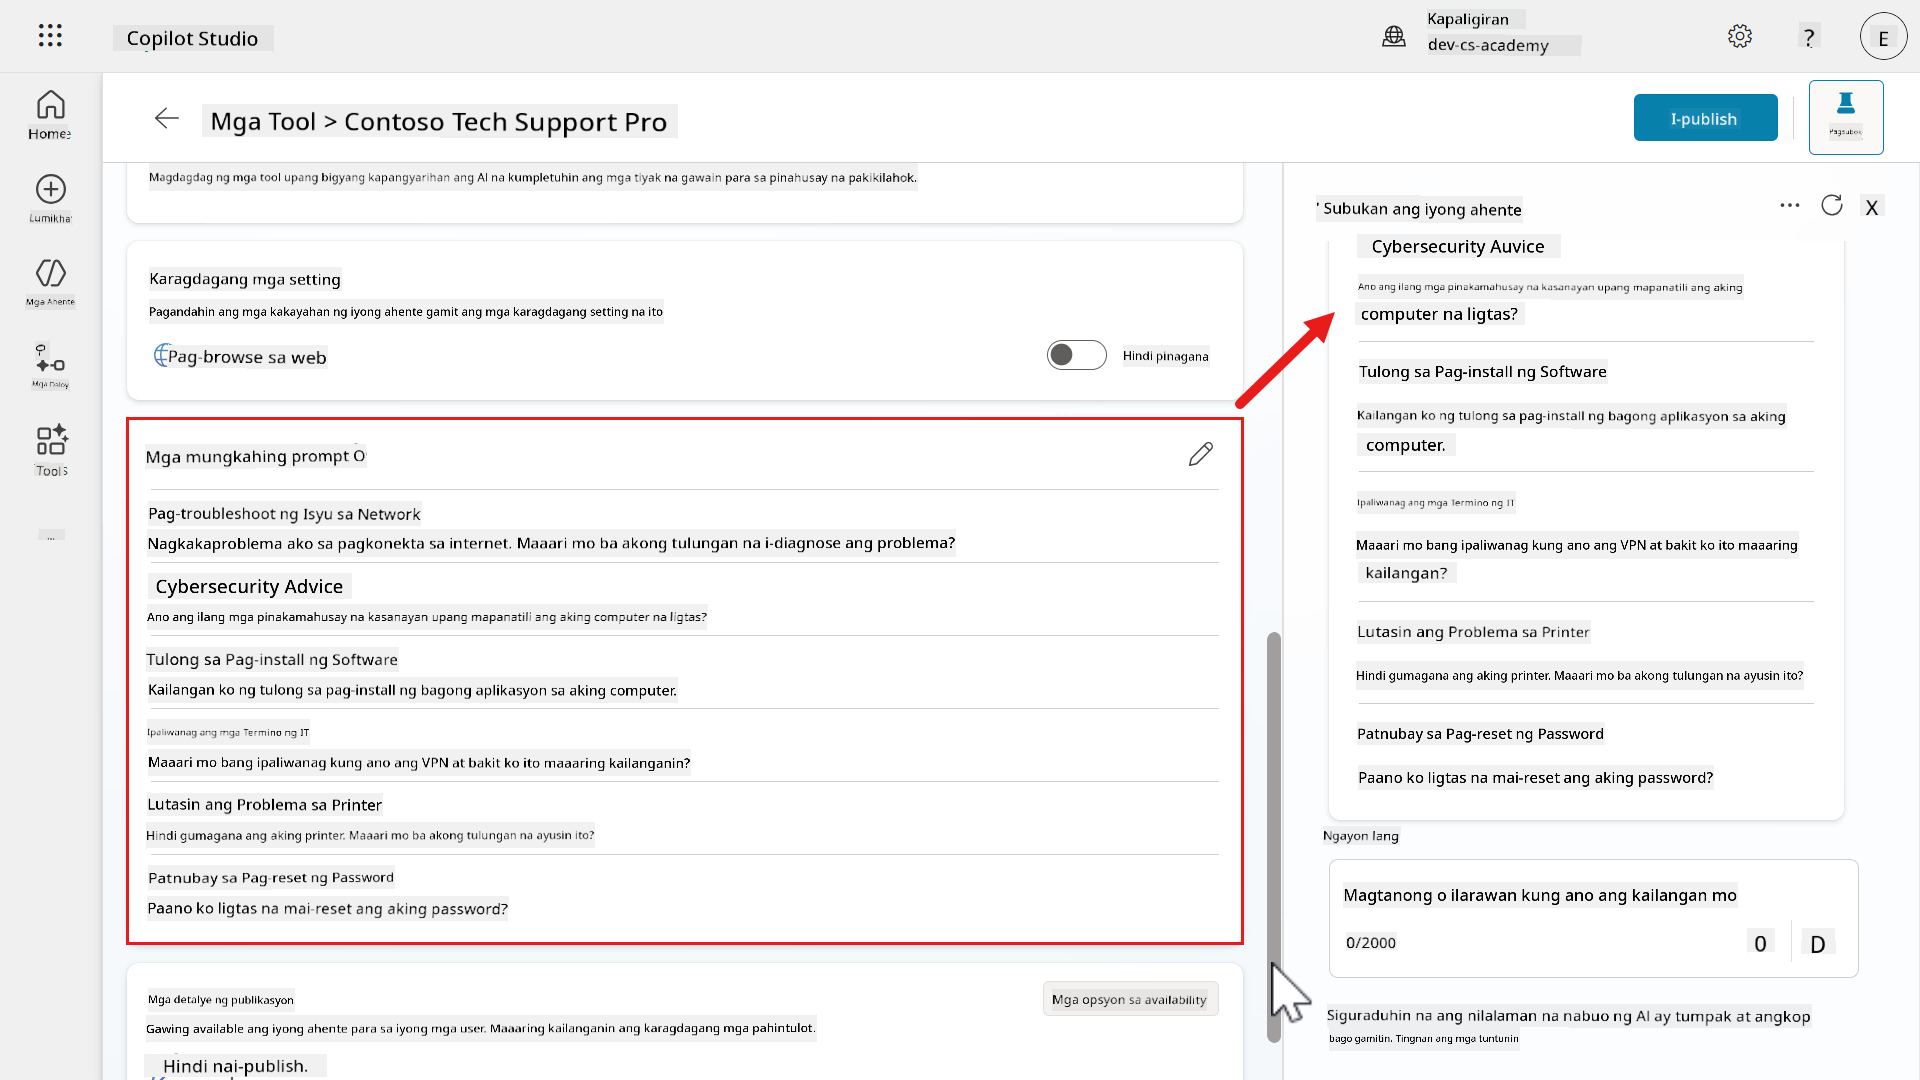 Copilot Studio
Kapaligiran
dev-cs-academy
?
E
Home
Lumikha
Mga Ahente
Mga Daloy
Tools
...
Mga Tool > Contoso Tech Support Pro
I-publish
Pagsubok
Magdagdag ng mga tool upang bigyang kapangyarihan ang AI na kumpletuhin ang mga tiyak na gawain para sa pinahusay na pakikilahok.
Karagdagang mga setting
Pagandahin ang mga kakayahan ng iyong ahente gamit ang mga karagdagang setting na ito
Pag-browse sa web
Hindi pinagana
Mga mungkahing prompt O
Pag-troubleshoot ng Isyu sa Network
Nagkakaproblema ako sa pagkonekta sa internet. Maaari mo ba akong tulungan na i-diagnose ang problema?
Cybersecurity Advice
Ano ang ilang mga pinakamahusay na kasanayan upang mapanatili ang aking computer na ligtas?
Tulong sa Pag-install ng Software
Kailangan ko ng tulong sa pag-install ng bagong aplikasyon sa aking computer.
Ipaliwanag ang mga Termino ng IT
Maaari mo bang ipaliwanag kung ano ang VPN at bakit ko ito maaaring kailanganin?
Lutasin ang Problema sa Printer
Hindi gumagana ang aking printer. Maaari mo ba akong tulungan na ayusin ito?
Patnubay sa Pag-reset ng Password
Paano ko ligtas na mai-reset ang aking password?
Mga detalye ng publikasyon
Mga opsyon sa availability
Gawing available ang iyong ahente para sa iyong mga user. Maaaring kailanganin ang karagdagang mga pahintulot.
Hindi nai-publish.
' Subukan ang iyong ahente
X
Cybersecurity Auvice
Ano ang ilang mga pinakamahusay na kasanayan upang mapanatili ang aking
computer na ligtas?
Tulong sa Pag-install ng Software
Kailangan ko ng tulong sa pag-install ng bagong aplikasyon sa aking
computer.
Ipaliwanag ang mga Termino ng IT
Maaari mo bang ipaliwanag kung ano ang VPN at bakit ko ito maaaring
kailangan?
Lutasin ang Problema sa Printer
Hindi gumagana ang aking printer. Maaari mo ba akong tulungan na ayusin ito?
Patnubay sa Pag-reset ng Password
Paano ko ligtas na mai-reset ang aking password?
Ngayon lang
Magtanong o ilarawan kung ano ang kailangan mo
0/2000
0
D
Siguraduhin na ang nilalaman na nabuo ng AI ay tumpak at angkop
bago gamitin. Tingnan ang mga tuntunin